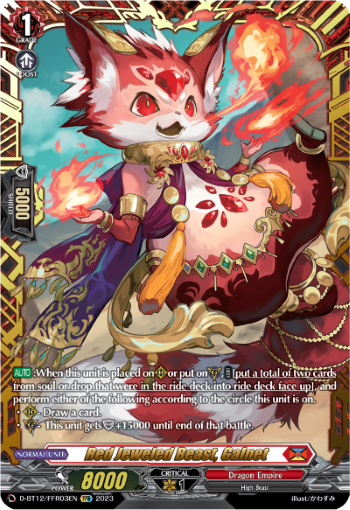 1
GRADE
BOOST
5000
SHIELD
AUTO :When this unit is placed on or put on , [put a total of two cards
from soul or drop that were in the ride deck into ride deck face up], and
perform either of the following according to the circle this unit is on.
• - Draw a card.
• - This unit gets +15000 until end of that battle.
NORMAL UNIT
Red Jeweled Beast, Galnet
POWER 8000
CRITICAL
1
Dragon Empire
High Beast
D-BT12/FFR03EN FFR 2023
illust/かわすみ